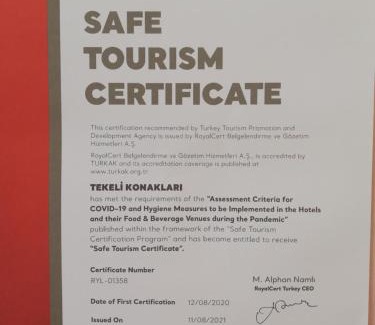 SAFE
TOURISM
CERTIFICATE
This certification recommended by Turkey Tourism Promotion and
Development Agency is issued by RoyalCert Belgelendirme ve Gözetim
Hizmetleri A.Ş.
RoyalCert Belgelendirme ve Gözetim Hizmetleri A.Ş., is accredited by
TURKAK and its accreditation coverage is published at
www.turkak.org.tr
TEKELİ KONAKLARI
has met the requirements of the "Assessment Criteria for
COVID-19 and Hygiene Measures to be Implemented in the Hotels
and their Food & Beverage Venues during the Pandemic"
published within the framework of the "Safe Tourism
Certification Program" and has become entitled to receive
"Safe Tourism Certificate".
Certificate Number
RYL-01358
M. Alphan Namlı
RoyalCert Turkey CEO
Date of First Certification 12/08/2020
Issued On 11/08/2021